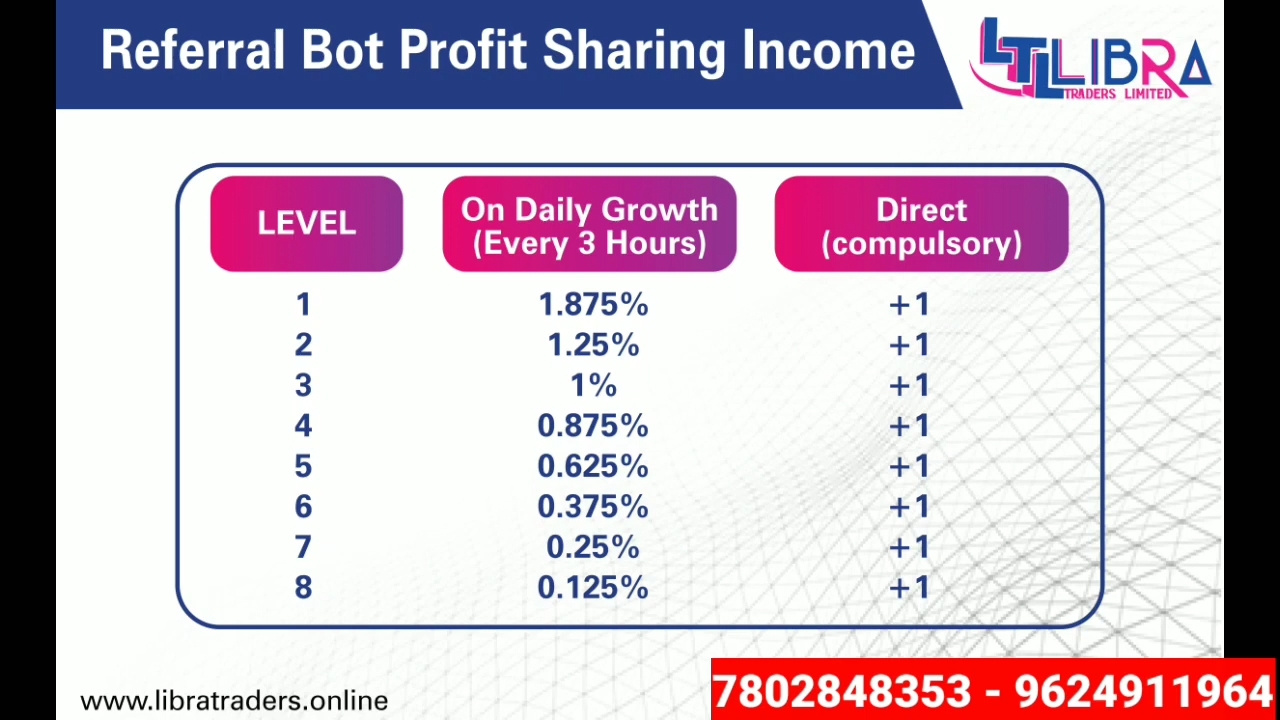 Referral Bot Profit Sharing Income
LTL LIBRA
TRADERS LIMITED
LEVEL On Daily Growth (Every 3 Hours) Direct (compulsory)
1 1.875% +1
2 1.25% +1
3 1% +1
4 0.875% +1
5 0.625% +1
6 0.375% +1
7 0.25% +1
8 0.125% +1
www.libratraders.online
7802848353 - 9624911964